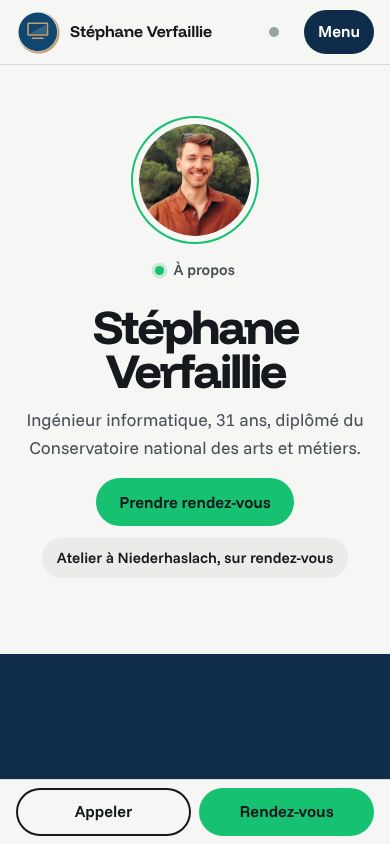 Stéphane Verfaillie
Menu
À propos
Stéphane
Verfaillie
Ingénieur informatique, 31 ans, diplômé du
Conservatoire national des arts et métiers.
Prendre rendez-vous
Atelier à Niederhaslach, sur rendez-vous
Appeler
Rendez-vous